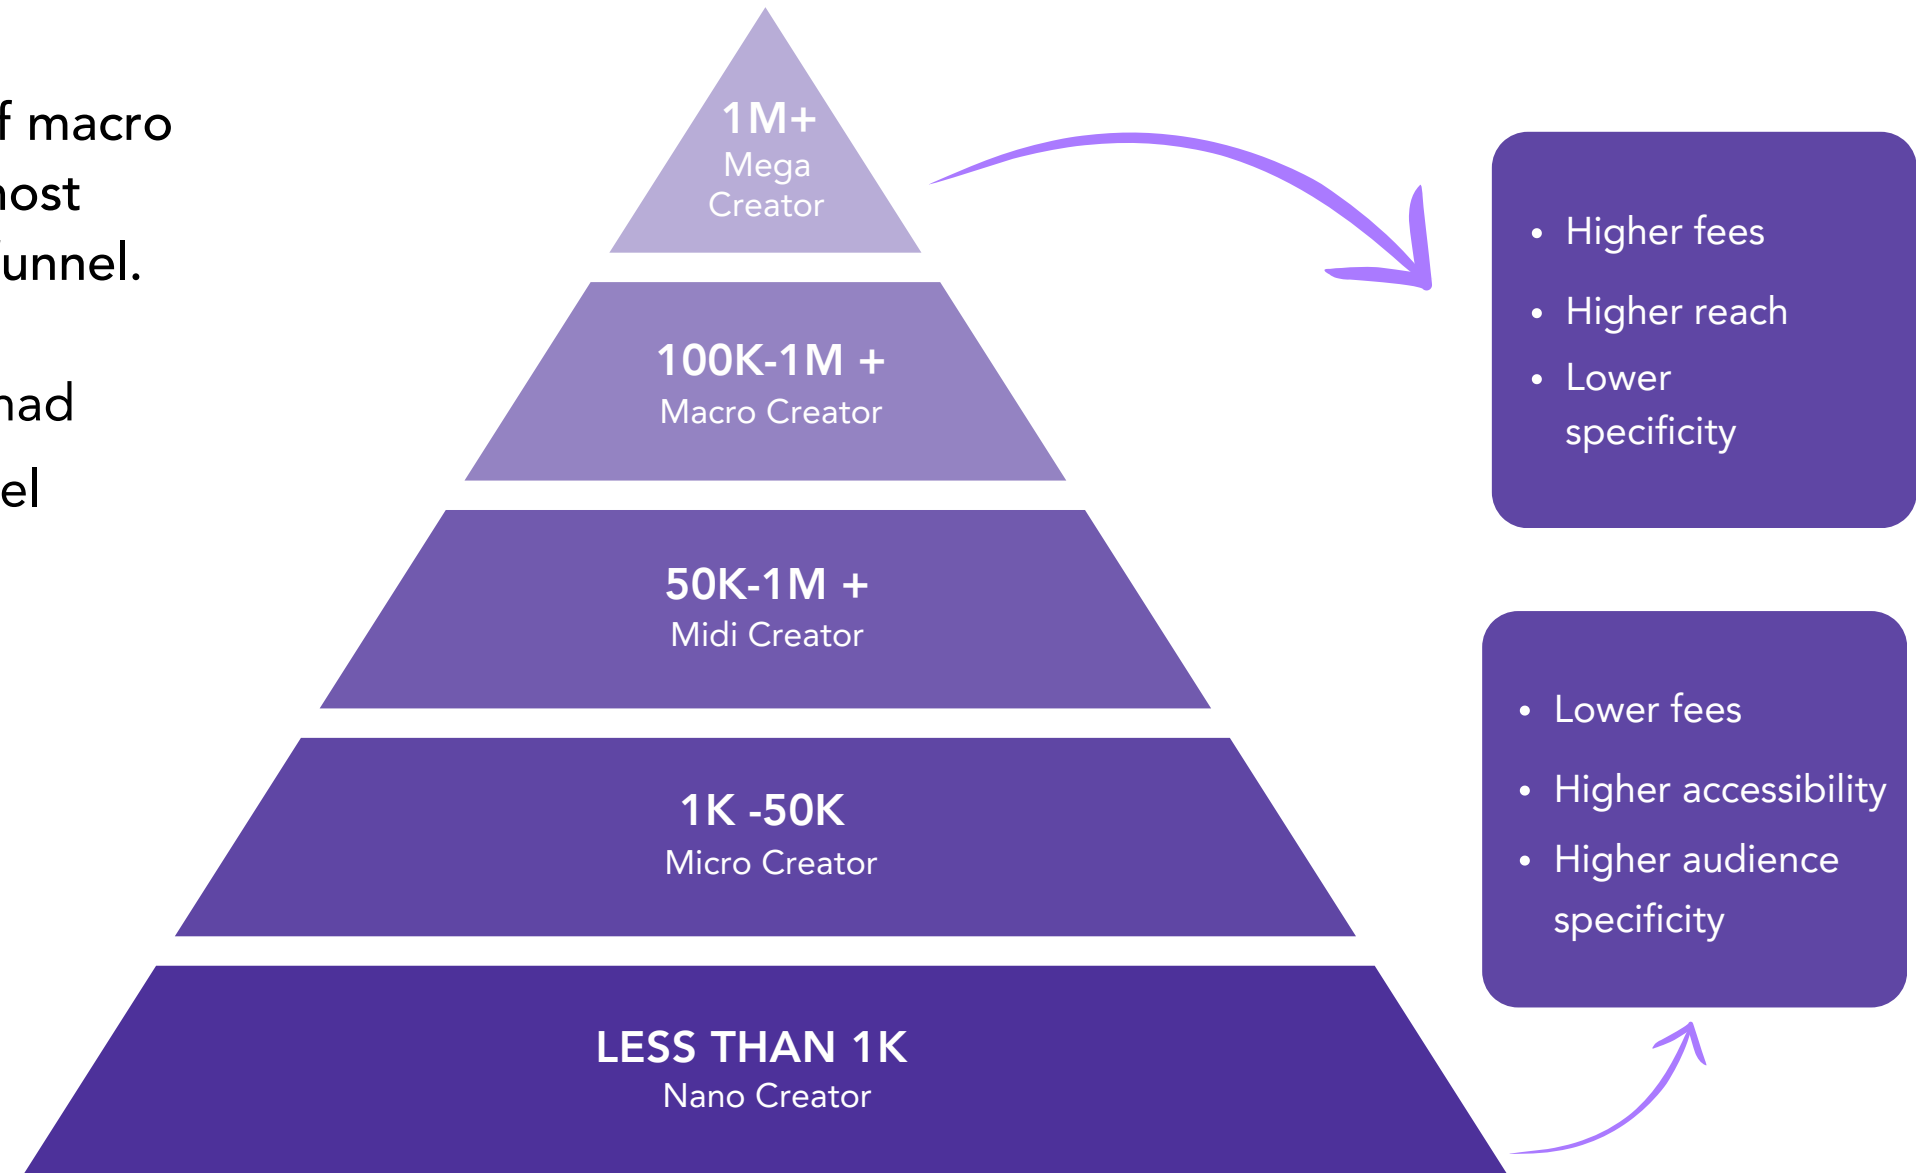 f macro
unnel.
had
el
1M+
Mega
Creator
100K-1M +
Macro Creator
50K-1M +
Midi Creator
1K -50K
Micro Creator
LESS THAN 1K
Nano Creator
• Higher fees
• Higher reach
• Lower
specificity
• Lower fees
• Higher accessibility
• Higher audience
specificity